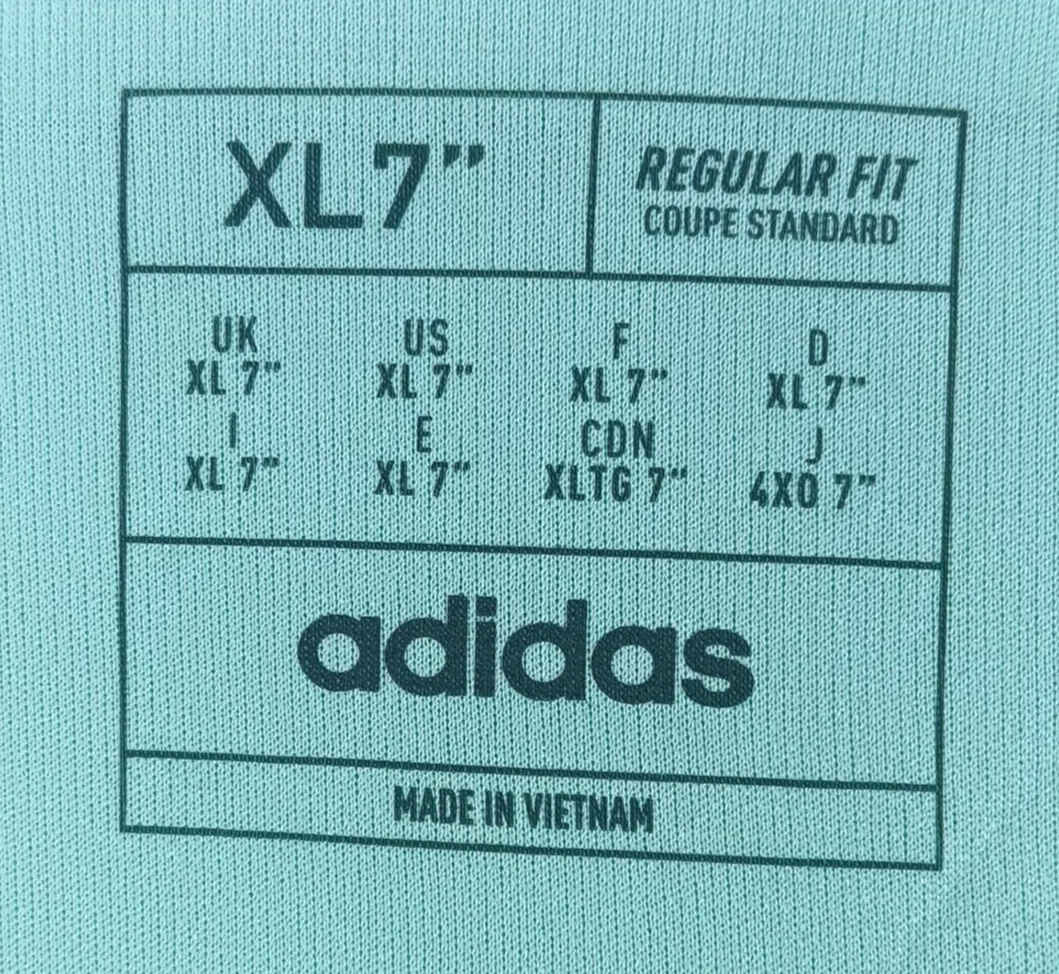 XL7”
REGULAR FIT
COUPE STANDARD
UK US F D
XL 7” XL 7” XL 7” XL 7”
I E CDN J
XL 7” XL 7” XLTG 7” 4XO 7”
adidas
MADE IN VIETNAM